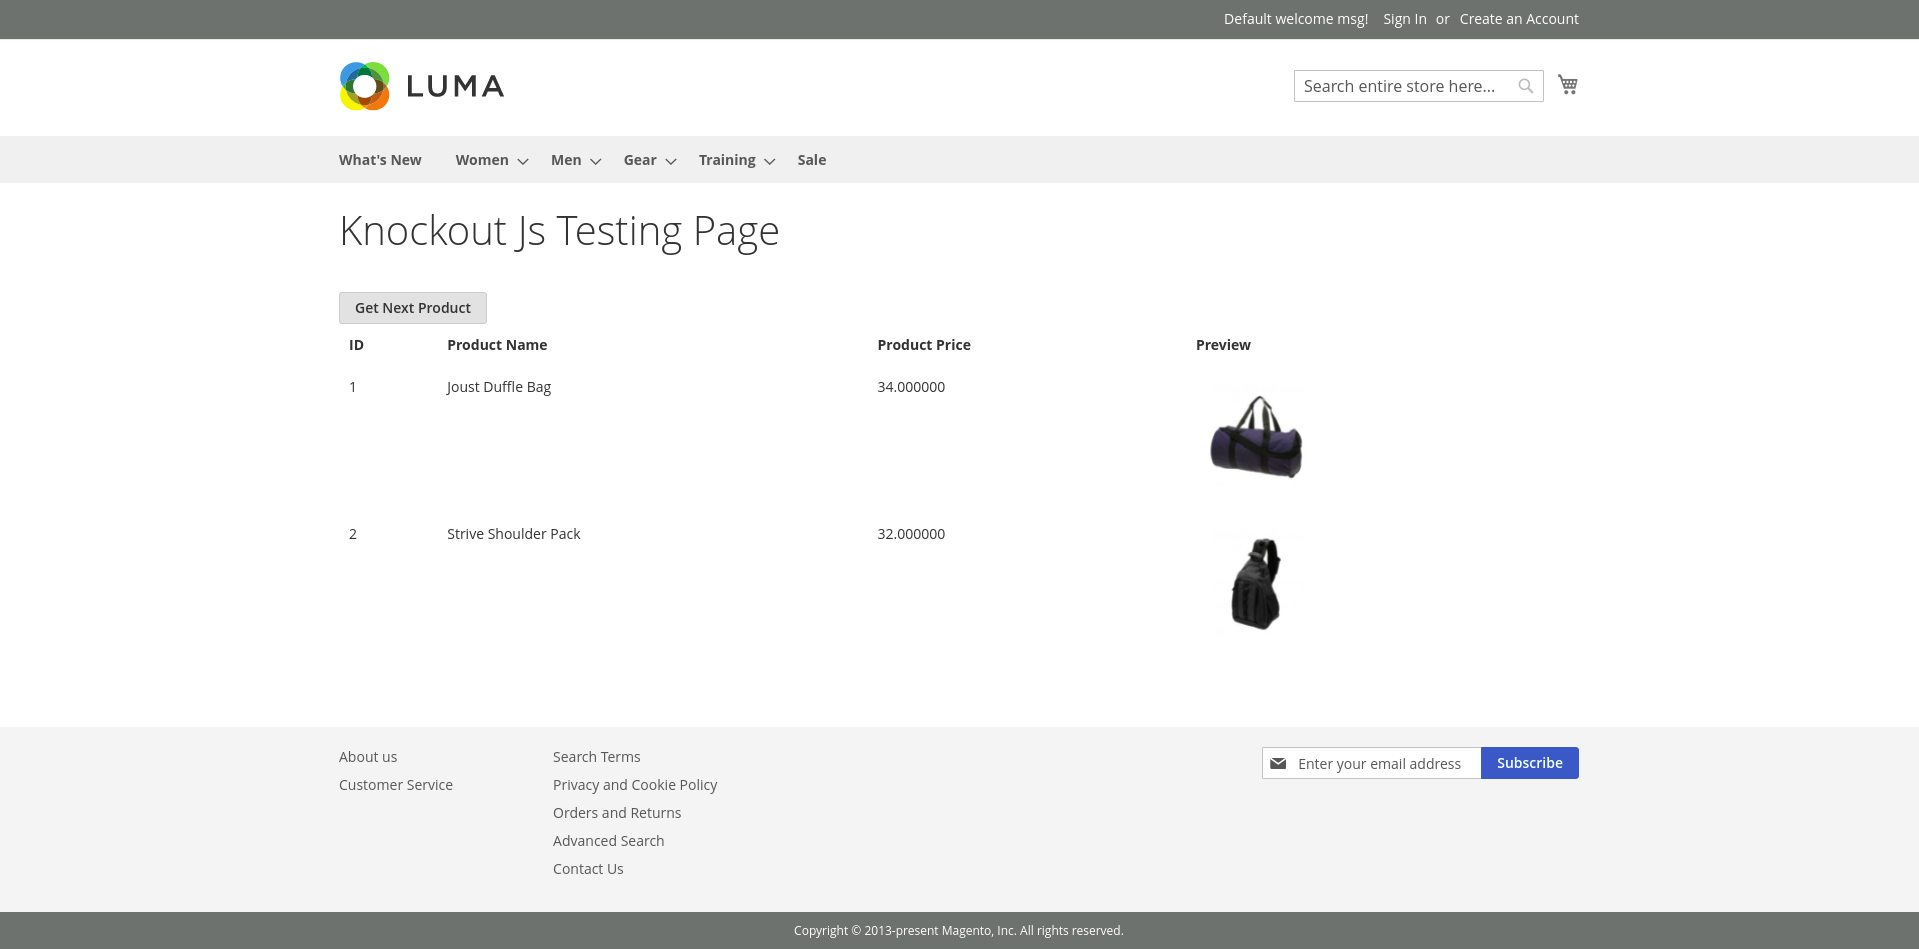 Default welcome msg! Sign In or Create an Account
LUMA
Search entire store here...
What's New Women Men Gear Training Sale
Knockout Js Testing Page
Get Next Product
ID Product Name Product Price Preview
1 Joust Duffle Bag 34.000000
2 Strive Shoulder Pack 32.000000
About us
Customer Service
Search Terms
Privacy and Cookie Policy
Orders and Returns
Advanced Search
Contact Us
Enter your email address Subscribe
Copyright © 2013-present Magento, Inc. All rights reserved.